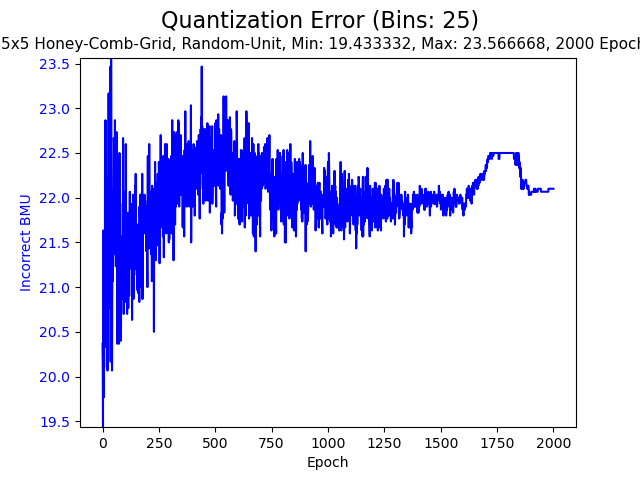 Quantization Error (Bins: 25)
5x5 Honey-Comb-Grid, Random-Unit, Min: 19.433332, Max: 23.566668, 2000 Epoch
23.5
23.0
22.5
22.0
21.5
21.0
20.5
20.0
19.5
Incorrect BMU
0 250 500 750 1000 1250 1500 1750 2000
Epoch